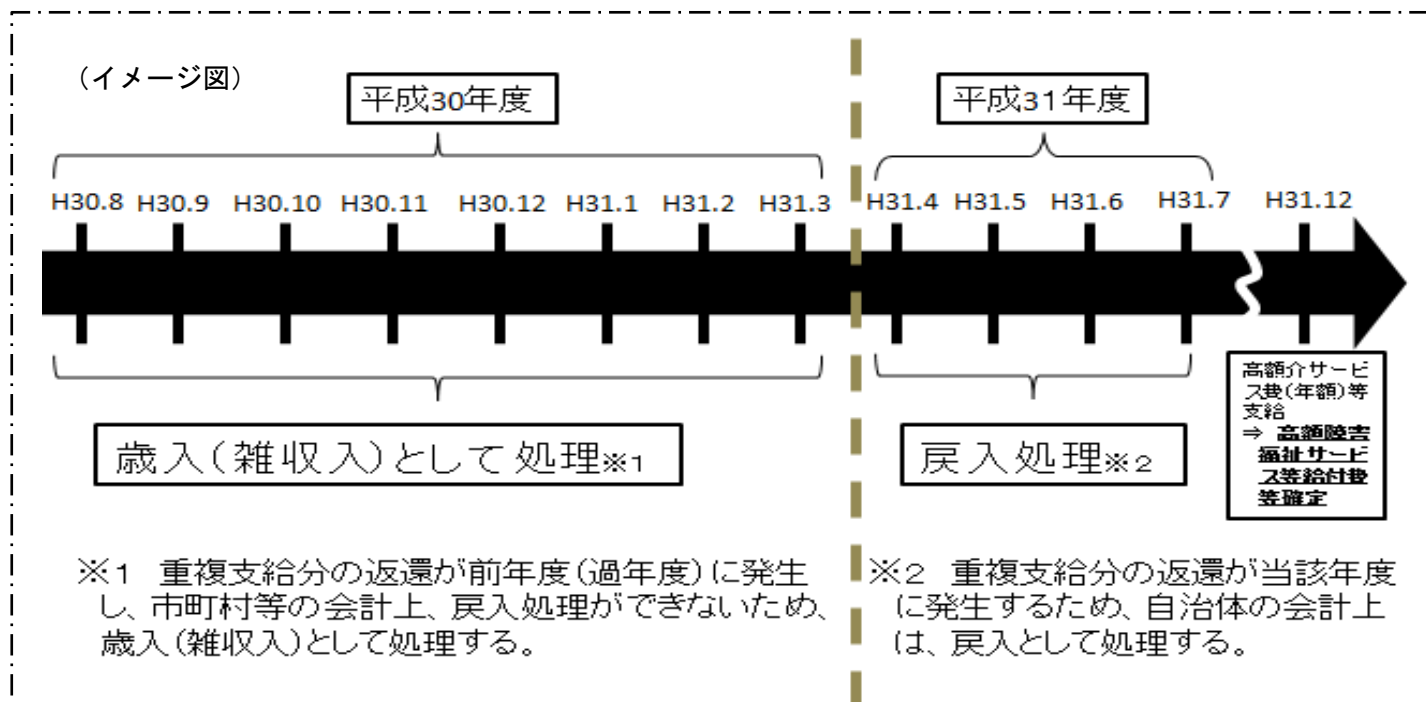 (イメージ図)
平成30年度
平成31年度
H30.8 H30.9 H30.10 H30.11 H30.12 H31.1 H31.2 H31.3 H31.4 H31.5 H31.6 H31.7 H31.12
歳入(雑収入)として処理※1
戻入処理※2
高額介サービ
ス費(年額)等
支給
⇒ 高額障害
福祉サービ
ス等給付費
等確定
※1 重複支給分の返還が前年度(過年度)に発生
し、市町村等の会計上、戻入処理ができないため、
歳入(雑収入)として処理する。
※2 重複支給分の返還が当該年度
に発生するため、自治体の会計上
は、戻入として処理する。